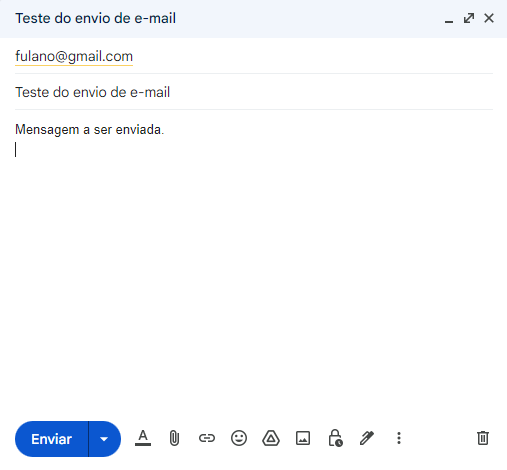 Teste do envio de e-mail
fulano@gmail.com
Teste do envio de e-mail
Mensagem a ser enviada.
Enviar